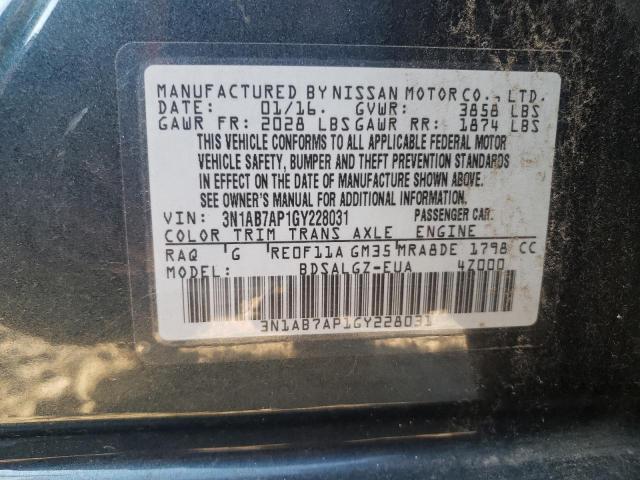 MANUFACTURED BY NISSAN MOTOR CO., LTD.
DATE: 01/16. GVWR: 3858 LBS
GAWR FR: 2028 LBS GAWR RR: 1874 LBS
THIS VEHICLE CONFORMS TO ALL APPLICABLE FEDERAL MOTOR
VEHICLE SAFETY, BUMPER AND THEFT PREVENTION STANDARDS
IN EFFECT ON THE DATE OF MANUFACTURE SHOWN ABOVE.
SEE OWNER'S MANUAL FOR ADDITIONAL INFORMATION.
VIN: 3N1AB7AP1GY228031 PASSENGER CAR.
COLOR TRIM TRANS AXLE ENGINE
RAQ G RE0F11A GM35 MRA8DE 1798 CC
MODEL: BDSALGZ-EUA 4Z000
3N1AB7AP1GY228031